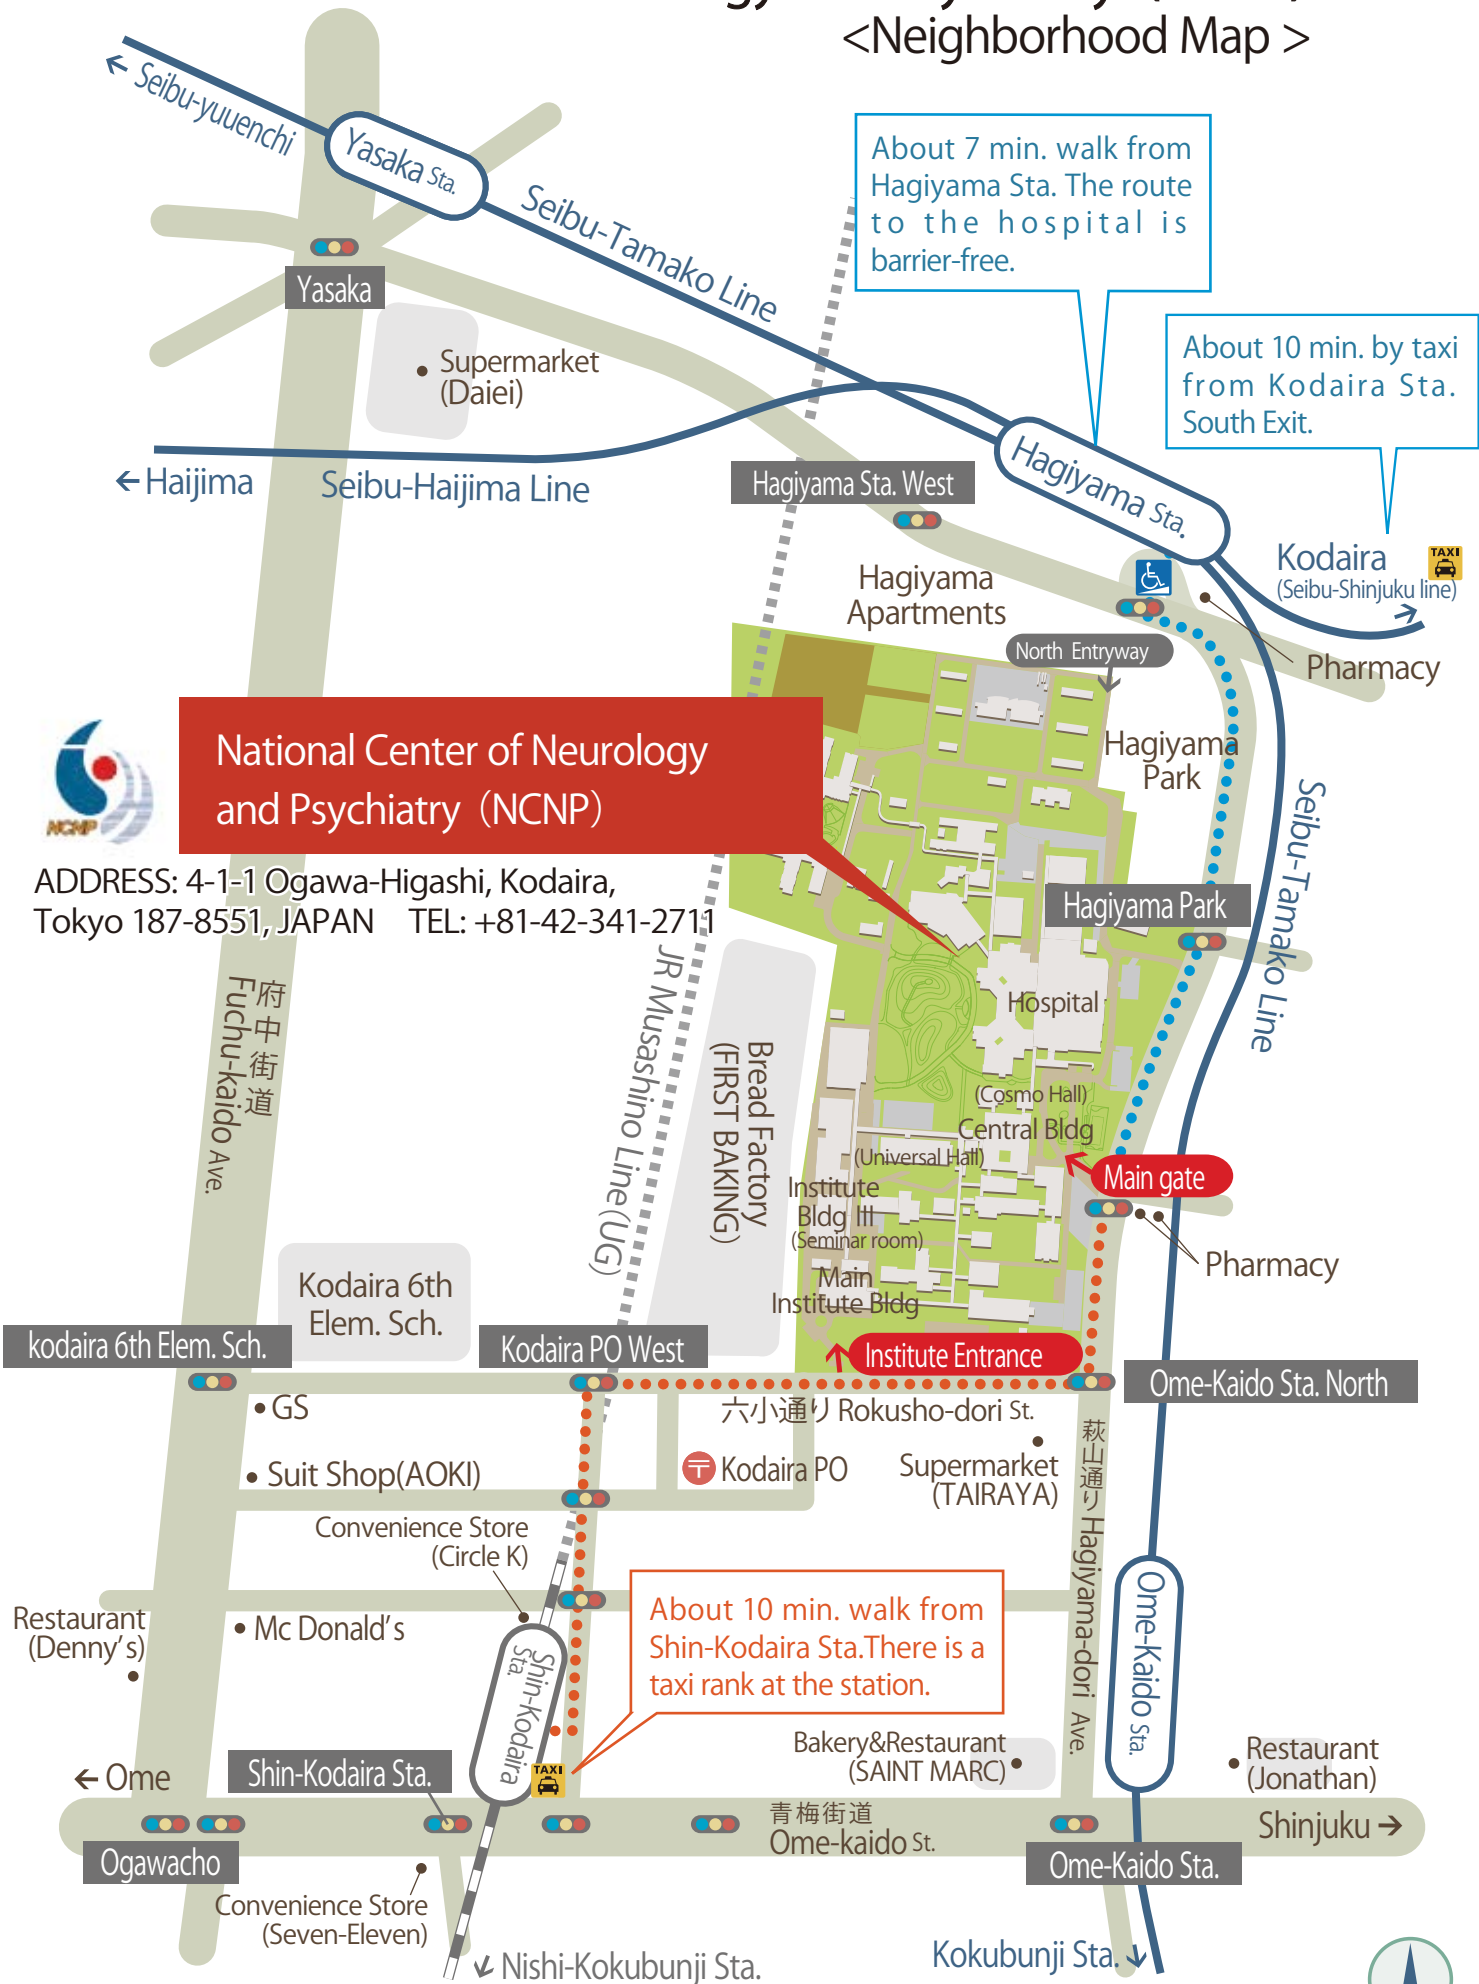 <Neighborhood Map >
← Seibu-yuuenchi
Yasaka Sta.
Seibu-Tamako Line
About 7 min. walk from
Hagiyama Sta. The route
to the hospital is
barrier-free.
Yasaka
About 10 min. by taxi
from Kodaira Sta.
South Exit.
Supermarket
(Daiei)
← Haijima
Seibu-Haijima Line
Hagiyama Sta. West
Hagiyama Sta.
Kodaira
(Seibu-Shinjuku line)
→
TAXI
Hagiyama
Apartments
North Entryway
Pharmacy
National Center of Neurology
and Psychiatry（NCNP）
NCNP
Hagiyama
Park
Seibu-Tamako Line
ADDRESS: 4-1-1 Ogawa-Higashi, Kodaira,
Tokyo 187-8551, JAPAN TEL: +81-42-341-2711
Hagiyama Park
府中街道
Fuchu-kaido Ave.
JR Musashino Line(UG)
Bread Factory
(FIRST BAKING)
Hospital
(Cosmo Hall)
Central Bldg
(Universal Hall)
Main gate
Institute
Bldg III
(Seminar room)
Pharmacy
Main
Institute Bldg
Kodaira 6th
Elem. Sch.
kodaira 6th Elem. Sch.
Kodaira PO West
Institute Entrance
Ome-Kaido Sta. North
GS
六小通り Rokusho-dori St.
萩山通り Hagiyama-dori Ave.
Suit Shop(AOKI)
〒 Kodaira PO
Supermarket
(TAIRAYA)
Convenience Store
(Circle K)
Restaurant
(Denny's)
Mc Donald's
Shin-Kodaira
Sta.
About 10 min. walk from
Shin-Kodaira Sta.There is a
taxi rank at the station.
Ome-Kaido Sta.
Bakery&Restaurant
(SAINT MARC)
Restaurant
(Jonathan)
← Ome
Shin-Kodaira Sta.
TAXI
青梅街道
Ome-kaido St.
Shinjuku →
Ogawacho
Ome-Kaido Sta.
Convenience Store
(Seven-Eleven)
↙ Nishi-Kokubunji Sta.
Kokubunji Sta. ↘